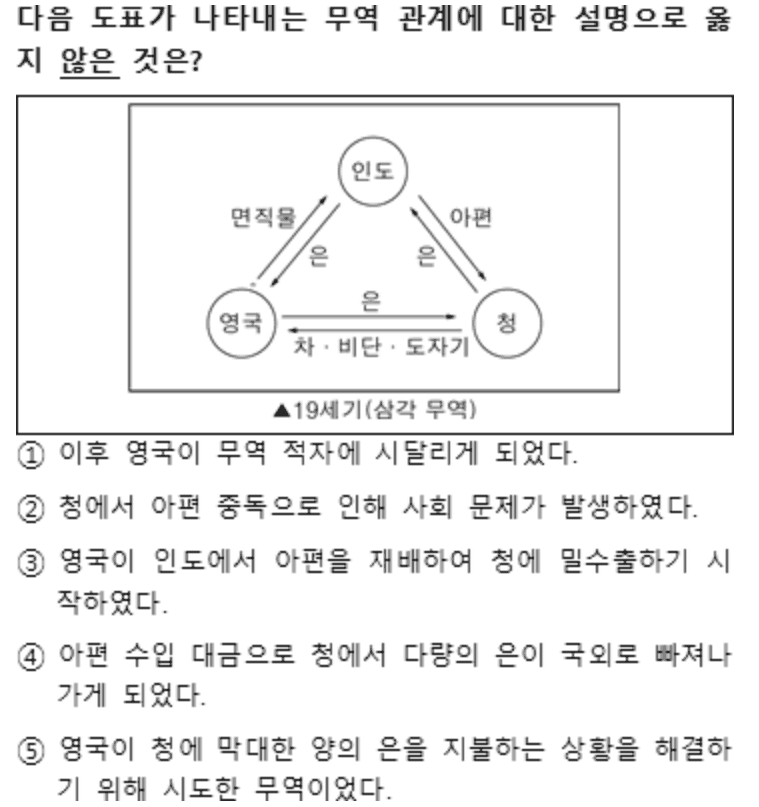 다음 도표가 나타내는 무역 관계에 대한 설명으로 옳
지 않은 것은?
인도
면직물
아편
은
은
은
영국
청
차 · 비단 · 도자기
▲19세기(삼각 무역)
① 이후 영국이 무역 적자에 시달리게 되었다.
② 청에서 아편 중독으로 인해 사회 문제가 발생하였다.
③ 영국이 인도에서 아편을 재배하여 청에 밀수출하기 시
작하였다.
④ 아편 수입 대금으로 청에서 다량의 은이 국외로 빠져나
가게 되었다.
⑤ 영국이 청에 막대한 양의 은을 지불하는 상황을 해결하
기 위해 시도한 무역이었다.